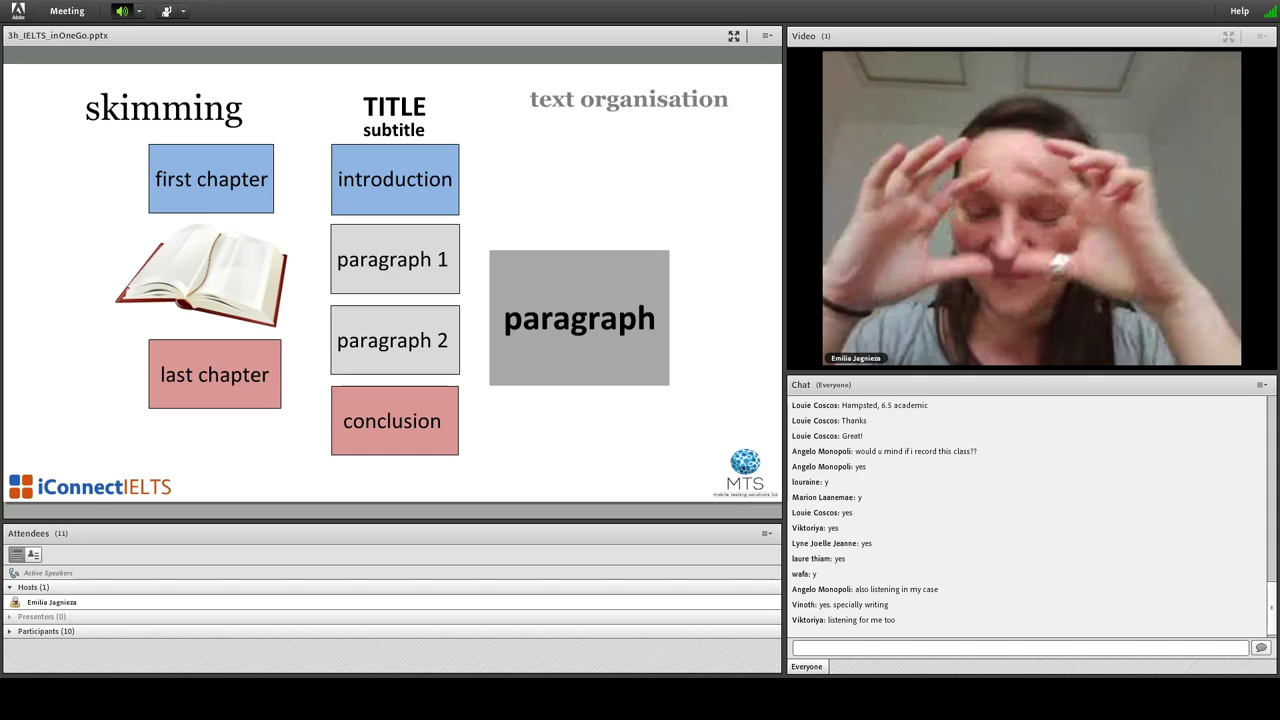 Meeting
Help
Adobe
3h_IELTS_inOneGo.pptx
skimming
TITLE
subtitle
text organisation
first chapter
introduction
paragraph 1
paragraph
paragraph 2
last chapter
conclusion
iConnectIELTS
MTS
mobile testing solutions ltd
Attendees (11)
Active Speakers
Hosts (1)
Emilia Jagnieza
Presenters (0)
Participants (10)
Video (1)
Emilia Jagnieza
Chat (Everyone)
Louie Coscos: Hampsted, 6.5 academic
Louie Coscos: Thanks
Louie Coscos: Great!
Angelo Monopoli: would u mind if i record this class??
Angelo Monopoli: yes
louraine: y
Marion Laanemae: y
Louie Coscos: yes
Viktoriya: yes
Lyne Joelle Jeanne: yes
laure thiam: yes
wafa: y
Angelo Monopoli: also listening in my case
Vinoth: yes. specially writing
Viktoriya: listening for me too
Everyone